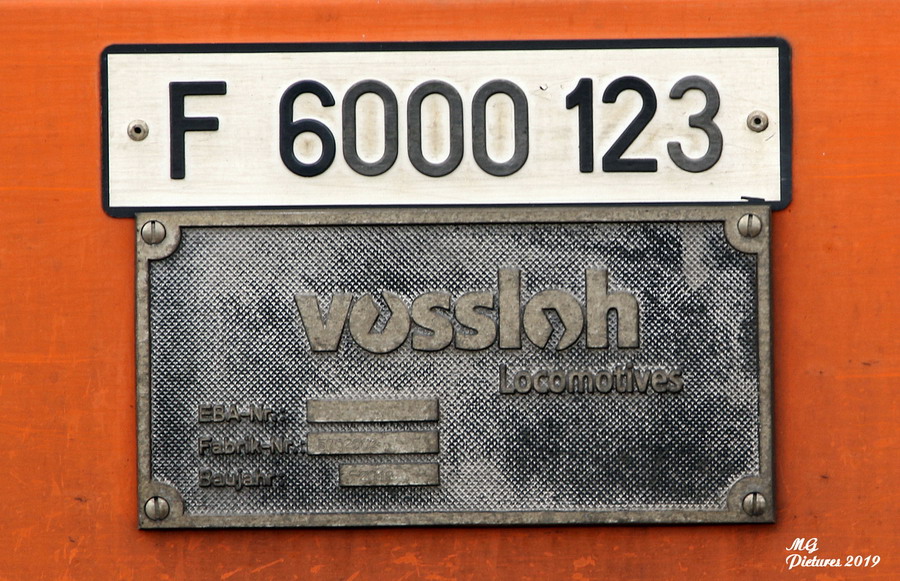 F 6000 123
vossloh
Locomotives
EBA-Nr.:
Fabrik-Nr.:
Baujahr:
MG
Pictures 2019